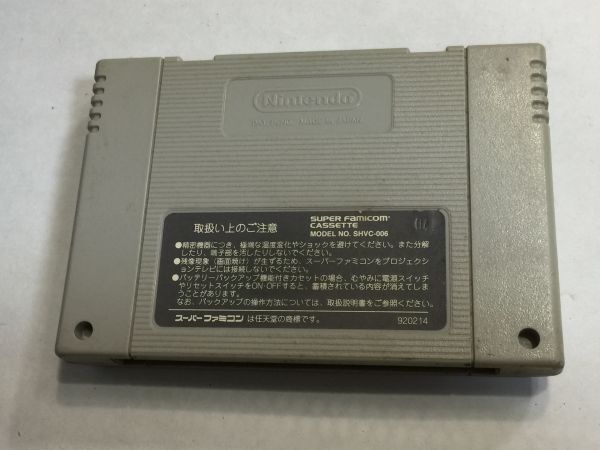 Nintendo
MADE IN JAPAN
取扱い上のご注意
SUPER FAMICOM
CASSETTE
MODEL NO. SHVC-006
●精密機器につき、極端な温度変化やショックを避けてください。また分解
したり、端子部を汚したりしないでください。
●残像現象(画面焼け)が生ずるため、スーパーファミコンをプロジェクシ
ョンテレビには接続しないでください。
●バッテリーバックアップ機能付きカセットの場合、むやみに電源スイッチ
やリセットスイッチをON・OFFすると、蓄積されている内容が消えてしま
うことがあります。
なお、バックアップの操作方法については、取扱説明書をご参照ください。
スーパーファミコン は任天堂の商標です。
920214